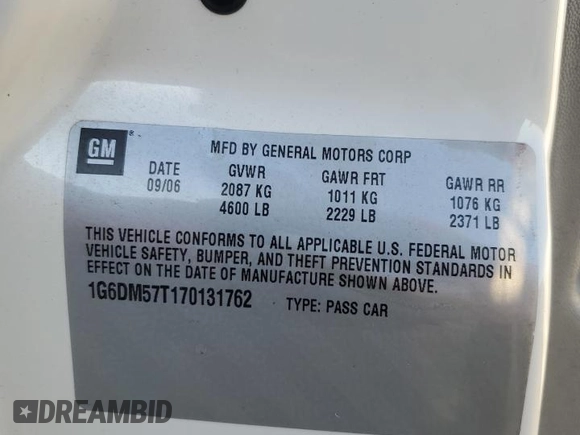 GM ®
MFD BY GENERAL MOTORS CORP
DATE GVWR GAWR FRT GAWR RR
09/06 2087 KG 1011 KG 1076 KG
4600 LB 2229 LB 2371 LB
THIS VEHICLE CONFORMS TO ALL APPLICABLE U.S. FEDERAL MOTOR
VEHICLE SAFETY, BUMPER, AND THEFT PREVENTION STANDARDS IN
EFFECT ON THE DATE OF MANUFACTURE SHOWN ABOVE.
1G6DM57T170131762 TYPE: PASS CAR
DREAMBID